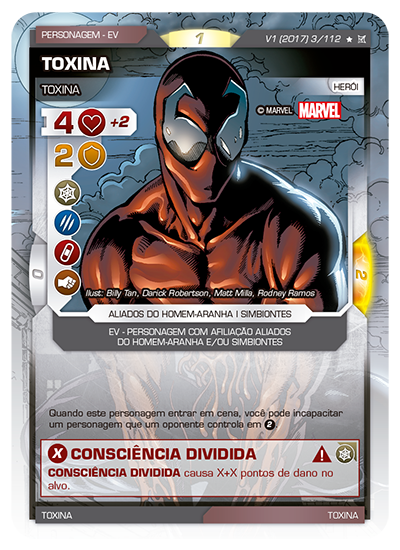 PERSONAGEM - EV
1
V1 (2017) 3/112
TOXINA
TOXINA
HERÓI
© MARVEL MARVEL
4 +2
2
0
2
Ilust: Billy Tan, Darick Robertson, Matt Milla, Rodney Ramos
ALIADOS DO HOMEM-ARANHA | SIMBIONTES
EV - PERSONAGEM COM AFILIAÇÃO ALIADOS
DO HOMEM-ARANHA E/OU SIMBIONTES
Quando este personagem entrar em cena, você pode incapacitar
um personagem que um oponente controla em 2
X CONSCIÊNCIA DIVIDIDA
CONSCIÊNCIA DIVIDIDA causa X+X pontos de dano no
alvo.
TOXINA
TOXINA